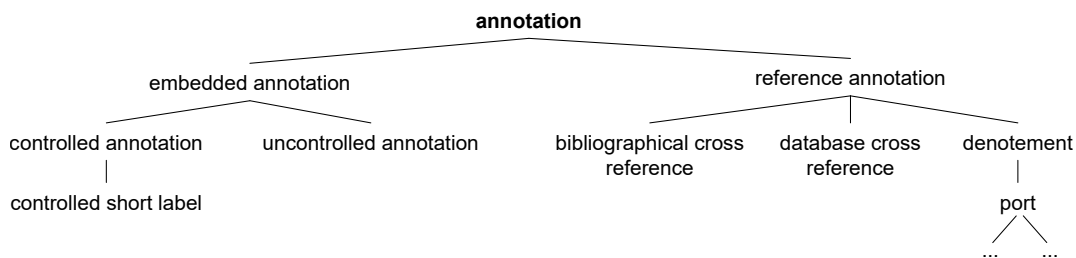 annotation
embedded annotation
reference annotation
controlled annotation
uncontrolled annotation
bibliographical cross
reference
database cross
reference
denotement
controlled short label
port
...
...